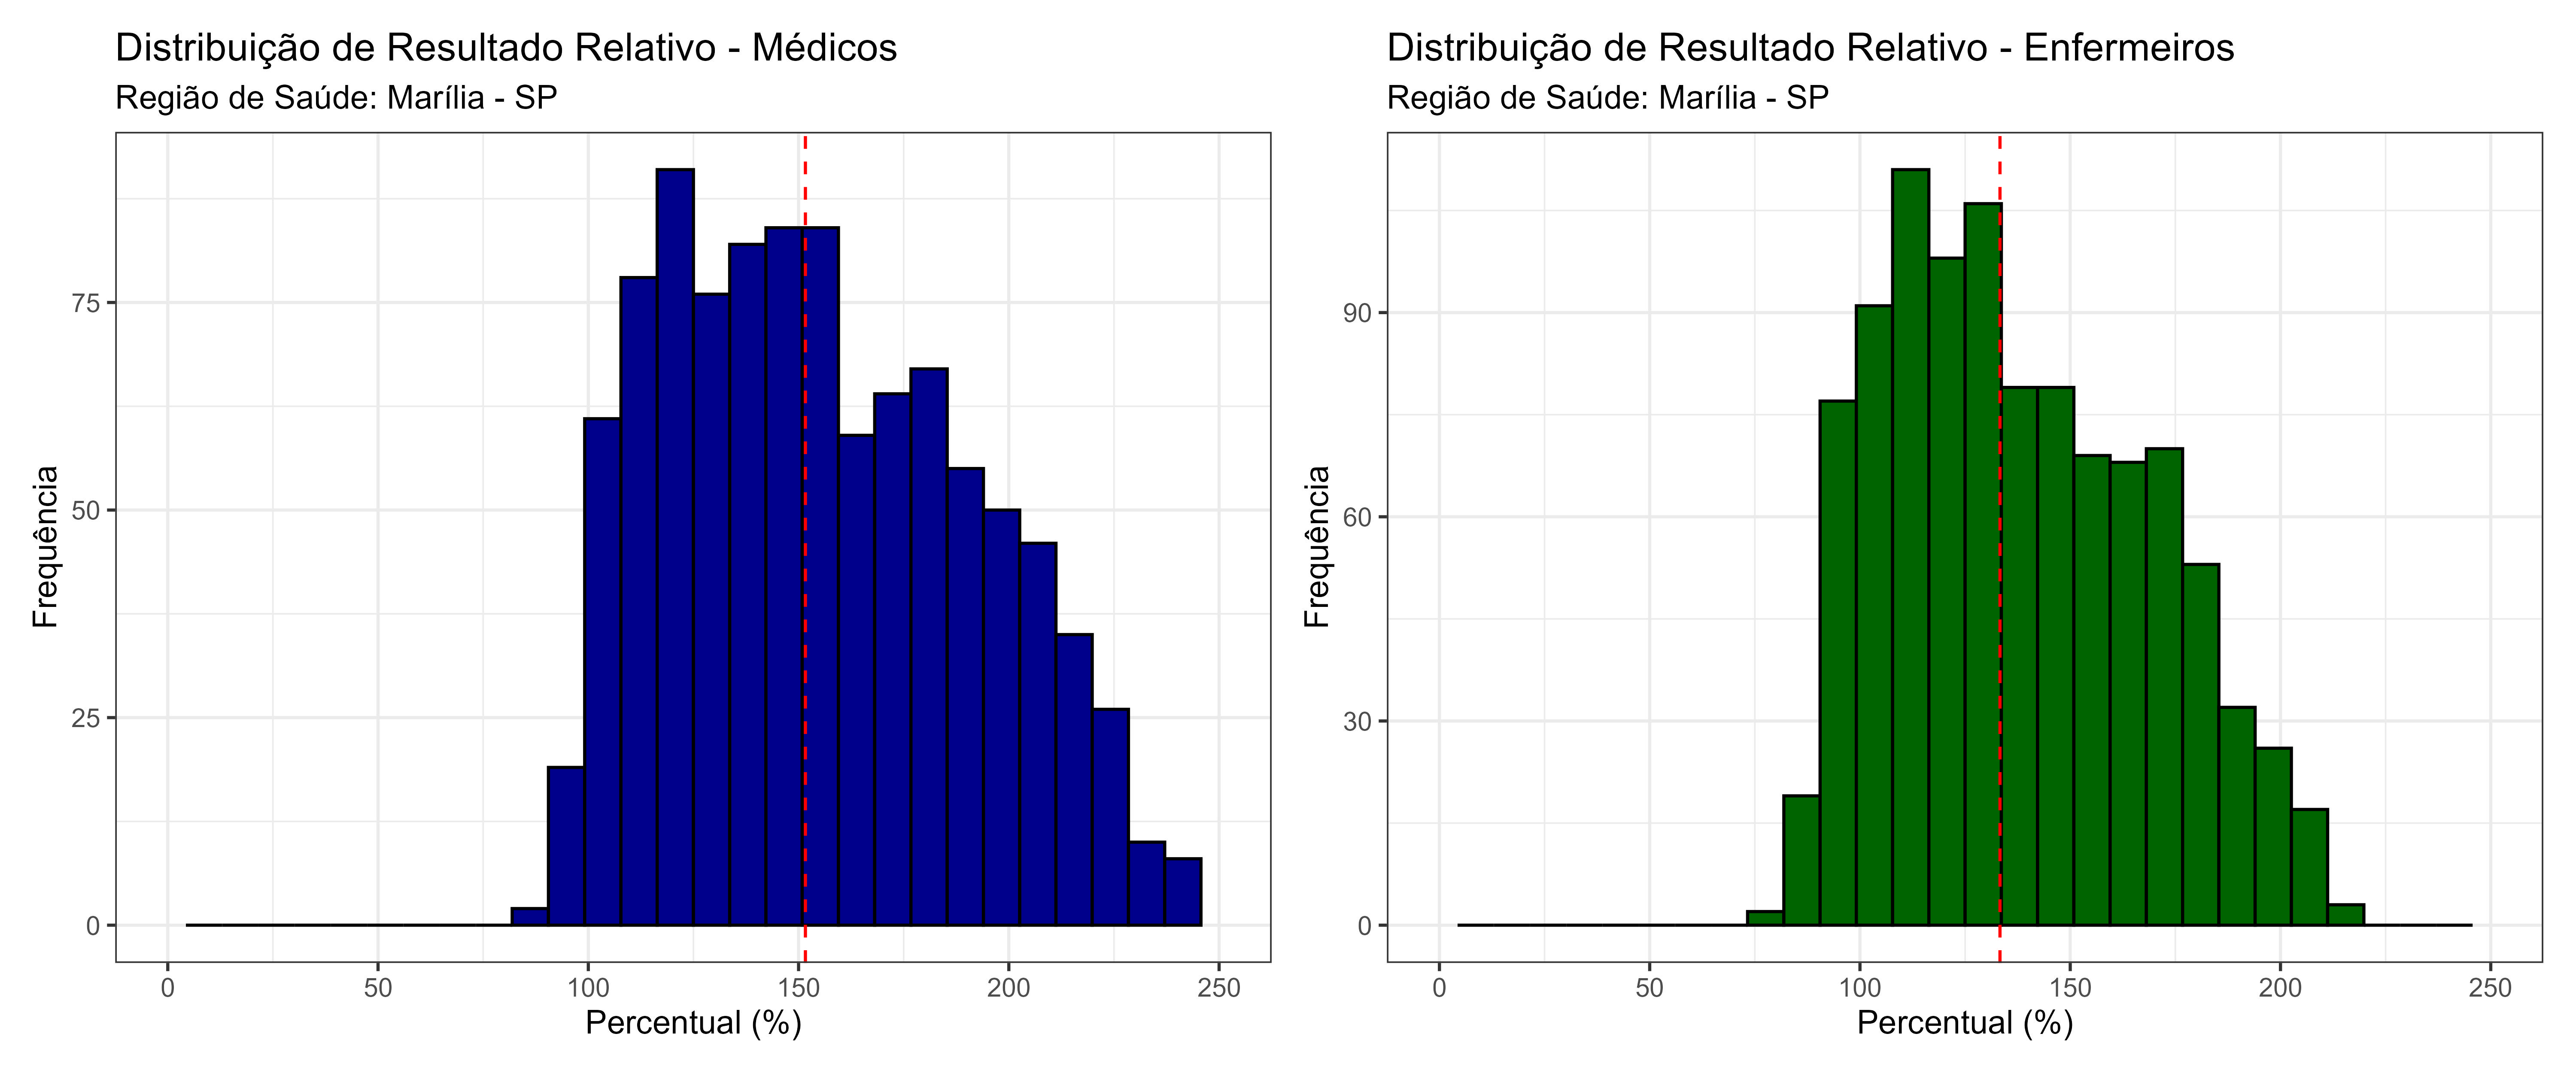 Distribuição de Resultado Relativo - Médicos
Região de Saúde: Marília - SP
Frequência
75
50
25
0
0 50 100 150 200 250
Percentual (%)
Distribuição de Resultado Relativo - Enfermeiros
Região de Saúde: Marília - SP
Frequência
90
60
30
0
0 50 100 150 200 250
Percentual (%)